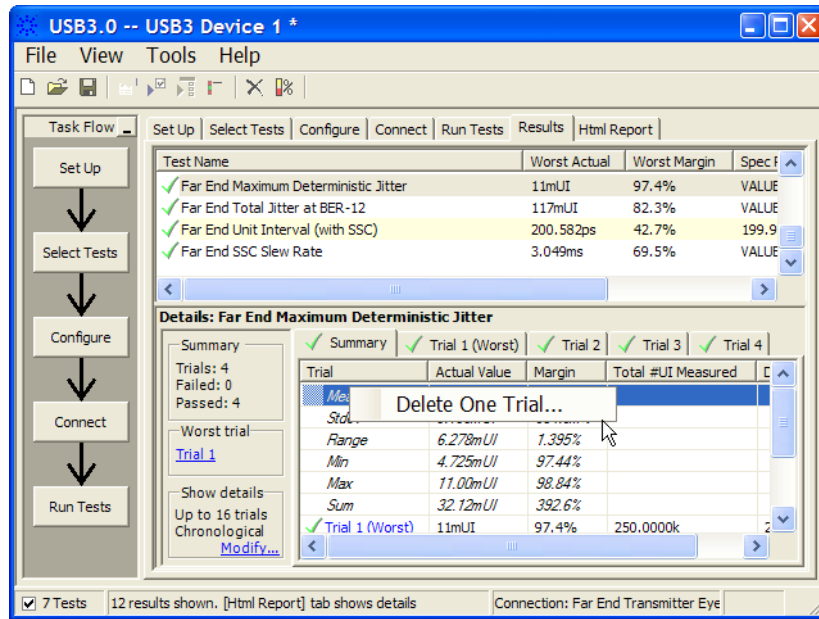 USB3.0 -- USB3 Device 1 *
File View Tools Help
Task Flow
Set Up
Select Tests
Configure
Connect
Run Tests
Set Up Select Tests Configure Connect Run Tests Results Html Report
Test Name Worst Actual Worst Margin Spec
Far End Maximum Deterministic Jitter 11mUI 97.4% VALUE
Far End Total Jitter at BER-12 117mUI 82.3% VALUE
Far End Unit Interval (with SSC) 200.582ps 42.7% 199.9
Far End SSC Slew Rate 3.049ms 69.5% VALUE
Details: Far End Maximum Deterministic Jitter
Summary
Trials: 4
Failed: 0
Passed: 4
Worst trial
Trial 1
Show details
Up to 16 trials
Chronological
Modify...
Summary Trial 1 (Worst) Trial 2 Trial 3 Trial 4
Trial Actual Value Margin Total #UI Measured
Delete One Trial...
Range 6.278mUI 1.395%
Min 4.725mUI 97.44%
Max 11.00mUI 98.84%
Sum 32.12mUI 392.6%
Trial 1 (Worst) 11mUI 97.4% 250.0000k
7 Tests 12 results shown. [Html Report] tab shows details Connection: Far End Transmitter Eye